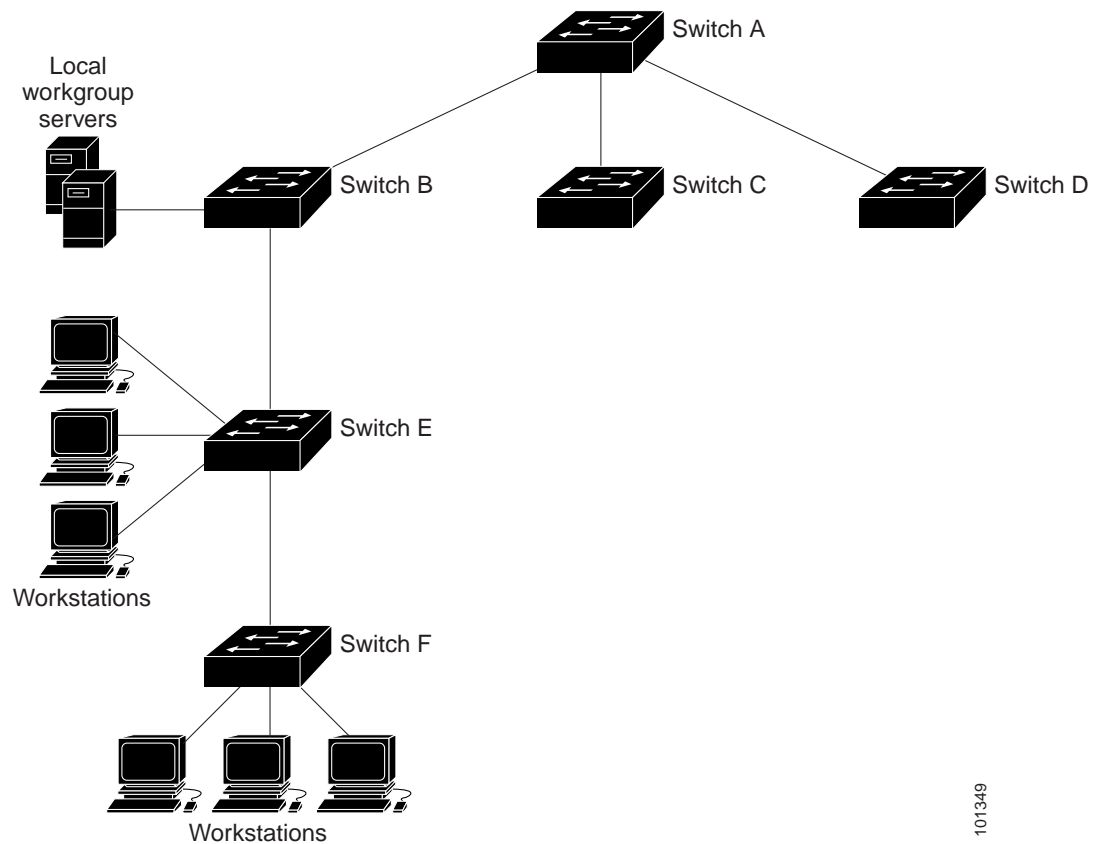 Switch A
Local
workgroup
servers
Switch B
Switch C
Switch D
Switch E
Workstations
Switch F
Workstations
101349